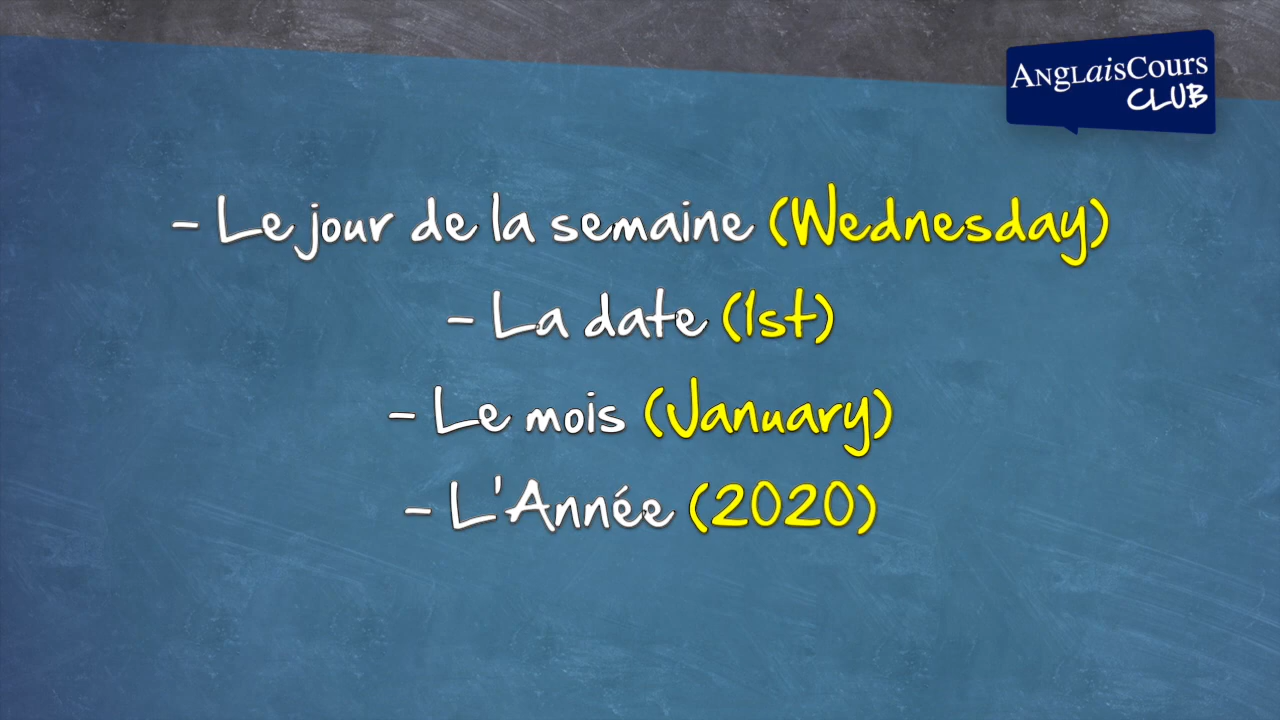 ANGLAISCOURS
CLUB
- Le jour de la semaine (Wednesday)
- La date (1st)
- Le mois (January)
- L'Année (2020)